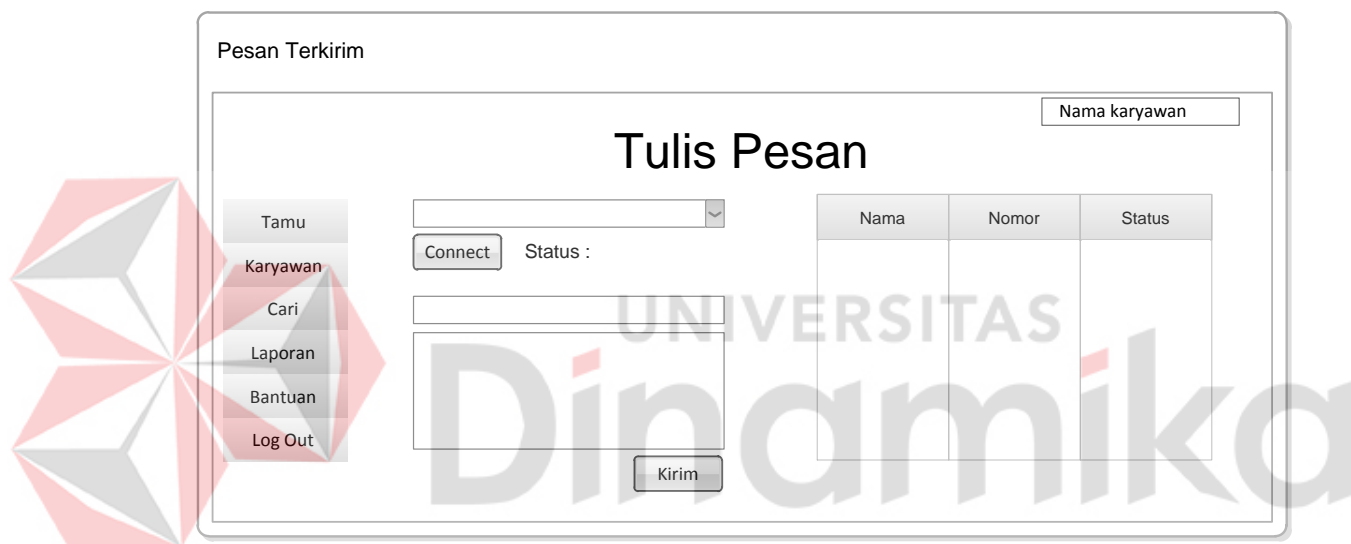 Pesan Terkirim
Nama karyawan
Tulis Pesan
Tamu
Karyawan
Cari
Laporan
Bantuan
Log Out
Connect
Status :
Kirim
Nama Nomor Status
UNIVERSITAS
Dinamika